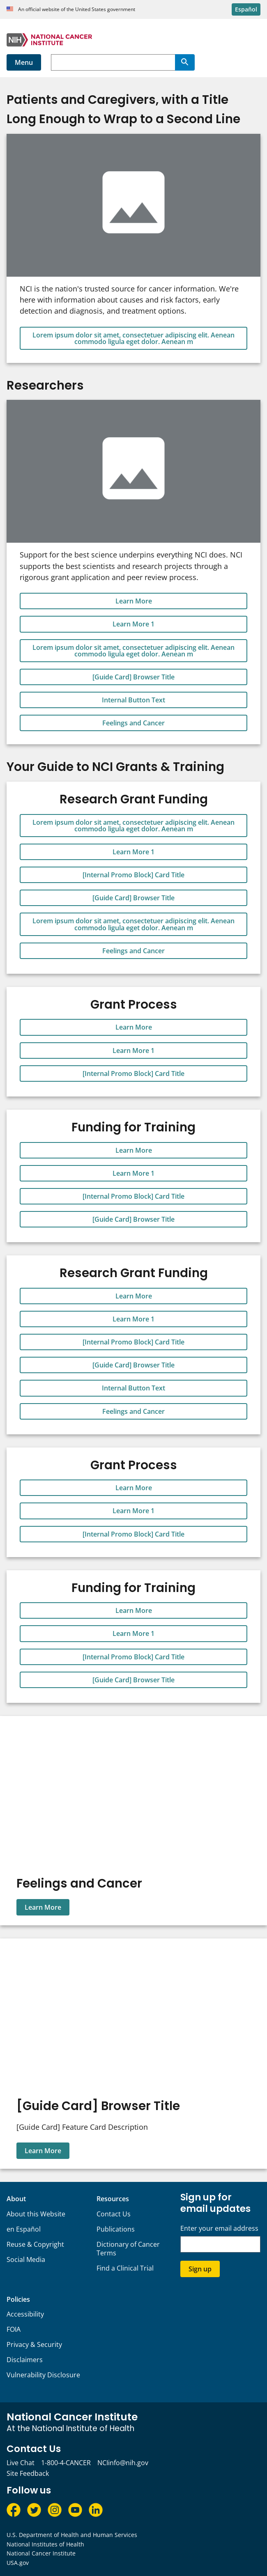 An official website of the United States government
Español
NIH NATIONAL CANCER
INSTITUTE
Menu
Patients and Caregivers, with a Title
Long Enough to Wrap to a Second Line
NCI is the nation's trusted source for cancer information. We're
here with information about causes and risk factors, early
detection and diagnosis, and treatment options.
Lorem ipsum dolor sit amet, consectetuer adipiscing elit. Aenean
commodo ligula eget dolor. Aenean m
Researchers
Support for the best science underpins everything NCI does. NCI
supports the best scientists and research projects through a
rigorous grant application and peer review process.
Learn More
Learn More 1
Lorem ipsum dolor sit amet, consectetuer adipiscing elit. Aenean
commodo ligula eget dolor. Aenean m
[Guide Card] Browser Title
Internal Button Text
Feelings and Cancer
Your Guide to NCI Grants & Training
Research Grant Funding
Lorem ipsum dolor sit amet, consectetuer adipiscing elit. Aenean
commodo ligula eget dolor. Aenean m
Learn More 1
[Internal Promo Block] Card Title
[Guide Card] Browser Title
Lorem ipsum dolor sit amet, consectetuer adipiscing elit. Aenean
commodo ligula eget dolor. Aenean m
Feelings and Cancer
Grant Process
Learn More
Learn More 1
[Internal Promo Block] Card Title
Funding for Training
Learn More
Learn More 1
[Internal Promo Block] Card Title
[Guide Card] Browser Title
Research Grant Funding
Learn More
Learn More 1
[Internal Promo Block] Card Title
[Guide Card] Browser Title
Internal Button Text
Feelings and Cancer
Grant Process
Learn More
Learn More 1
[Internal Promo Block] Card Title
Funding for Training
Learn More
Learn More 1
[Internal Promo Block] Card Title
[Guide Card] Browser Title
Feelings and Cancer
Learn More
[Guide Card] Browser Title
[Guide Card] Feature Card Description
Learn More
About
About this Website
en Español
Reuse & Copyright
Social Media
Resources
Contact Us
Publications
Dictionary of Cancer
Terms
Find a Clinical Trial
Sign up for
email updates
Enter your email address
Sign up
Policies
Accessibility
FOIA
Privacy & Security
Disclaimers
Vulnerability Disclosure
National Cancer Institute
At the National Institutes of Health
Contact Us
Live Chat 1-800-4-CANCER NCIinfo@nih.gov
Site Feedback
Follow us
U.S. Department of Health and Human Services
National Institutes of Health
National Cancer Institute
USA.gov